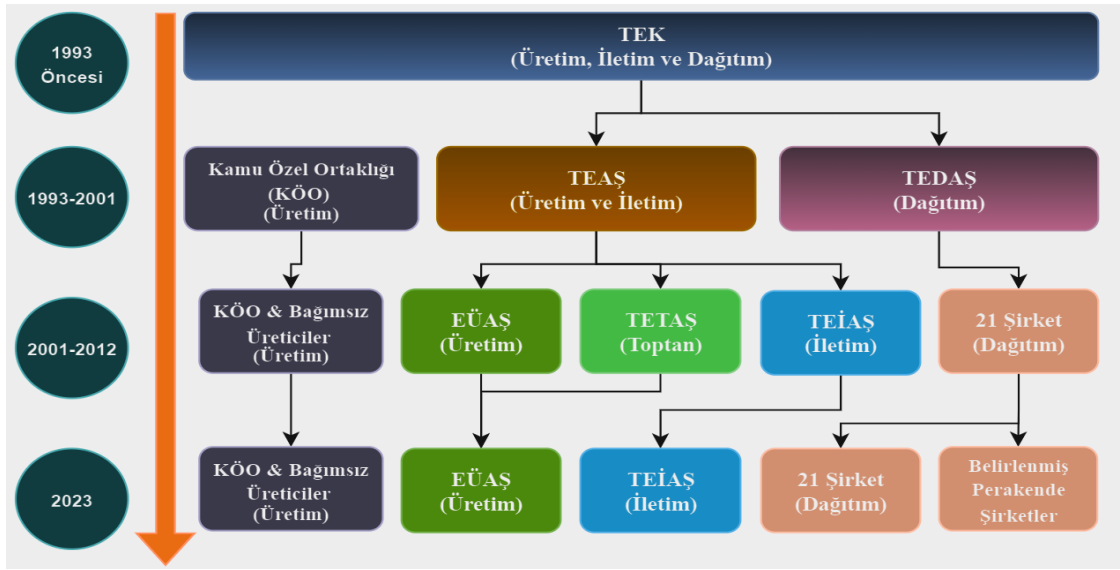 1993
Öncesi
TEK
(Üretim, İletim ve Dağıtım)
1993-2001
Kamu Özel Ortaklığı
(KÖO)
(Üretim)
TEAŞ
(Üretim ve İletim)
TEDAŞ
(Dağıtım)
2001-2012
KÖO & Bağımsız
Üreticiler
(Üretim)
EÜAŞ
(Üretim)
TETAŞ
(Toptan)
TEİAŞ
(İletim)
21 Şirket
(Dağıtım)
2023
KÖO & Bağımsız
Üreticiler
(Üretim)
EÜAŞ
(Üretim)
TEİAŞ
(İletim)
21 Şirket
(Dağıtım)
Belirlenmiş
Perakende
Şirketler